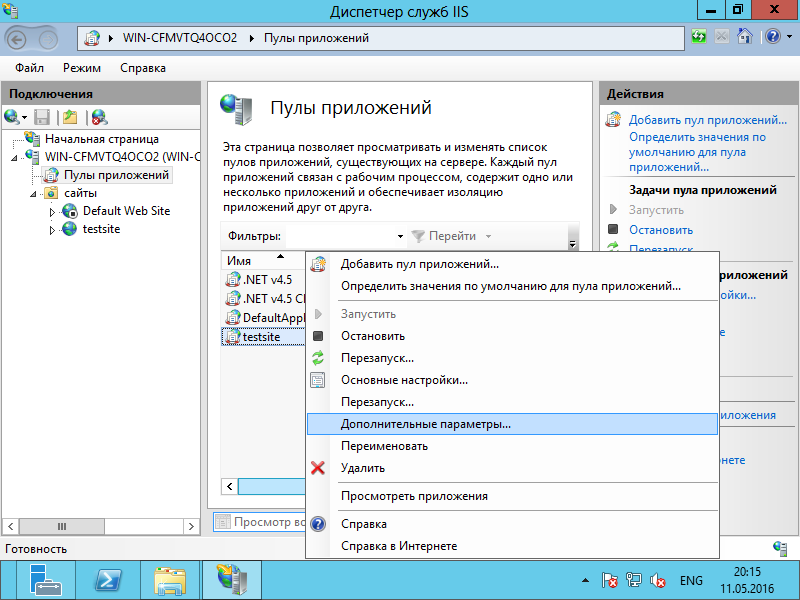 Диспетчер служб IIS
WIN-CFMVTQ4OCO2
Пулы приложений
Файл Режим Справка
Подключения
Начальная страница
WIN-CFMVTQ4OCO2 (WIN-C
Пулы приложений
сайты
Default Web Site
testsite
Пулы приложений
Эта страница позволяет просматривать и изменять список
пулов приложений, существующих на сервере. Каждый пул
приложений связан с рабочим процессом, содержит одно или
несколько приложений и обеспечивает изоляцию
приложений друг от друга.
Фильтры: Перейти
Имя
.NET v4.5
.NET v4.5 Cl
DefaultAppl
testsite
Просмотр во
Добавить пул приложений...
Определить значения по умолчанию для пула приложений...
Запустить
Остановить
Перезапуск...
Основные настройки...
Перезапуск...
Дополнительные параметры...
Переименовать
Удалить
Просмотреть приложения
Справка
Справка в Интернете
Действия
Добавить пул приложений...
Определить значения по
умолчанию для пула
приложений...
Задачи пула приложений
Запустить
Остановить
Перезапуск
риложений
ойки...
е
иложения
нете
Готовность
ENG
20:15
11.05.2016